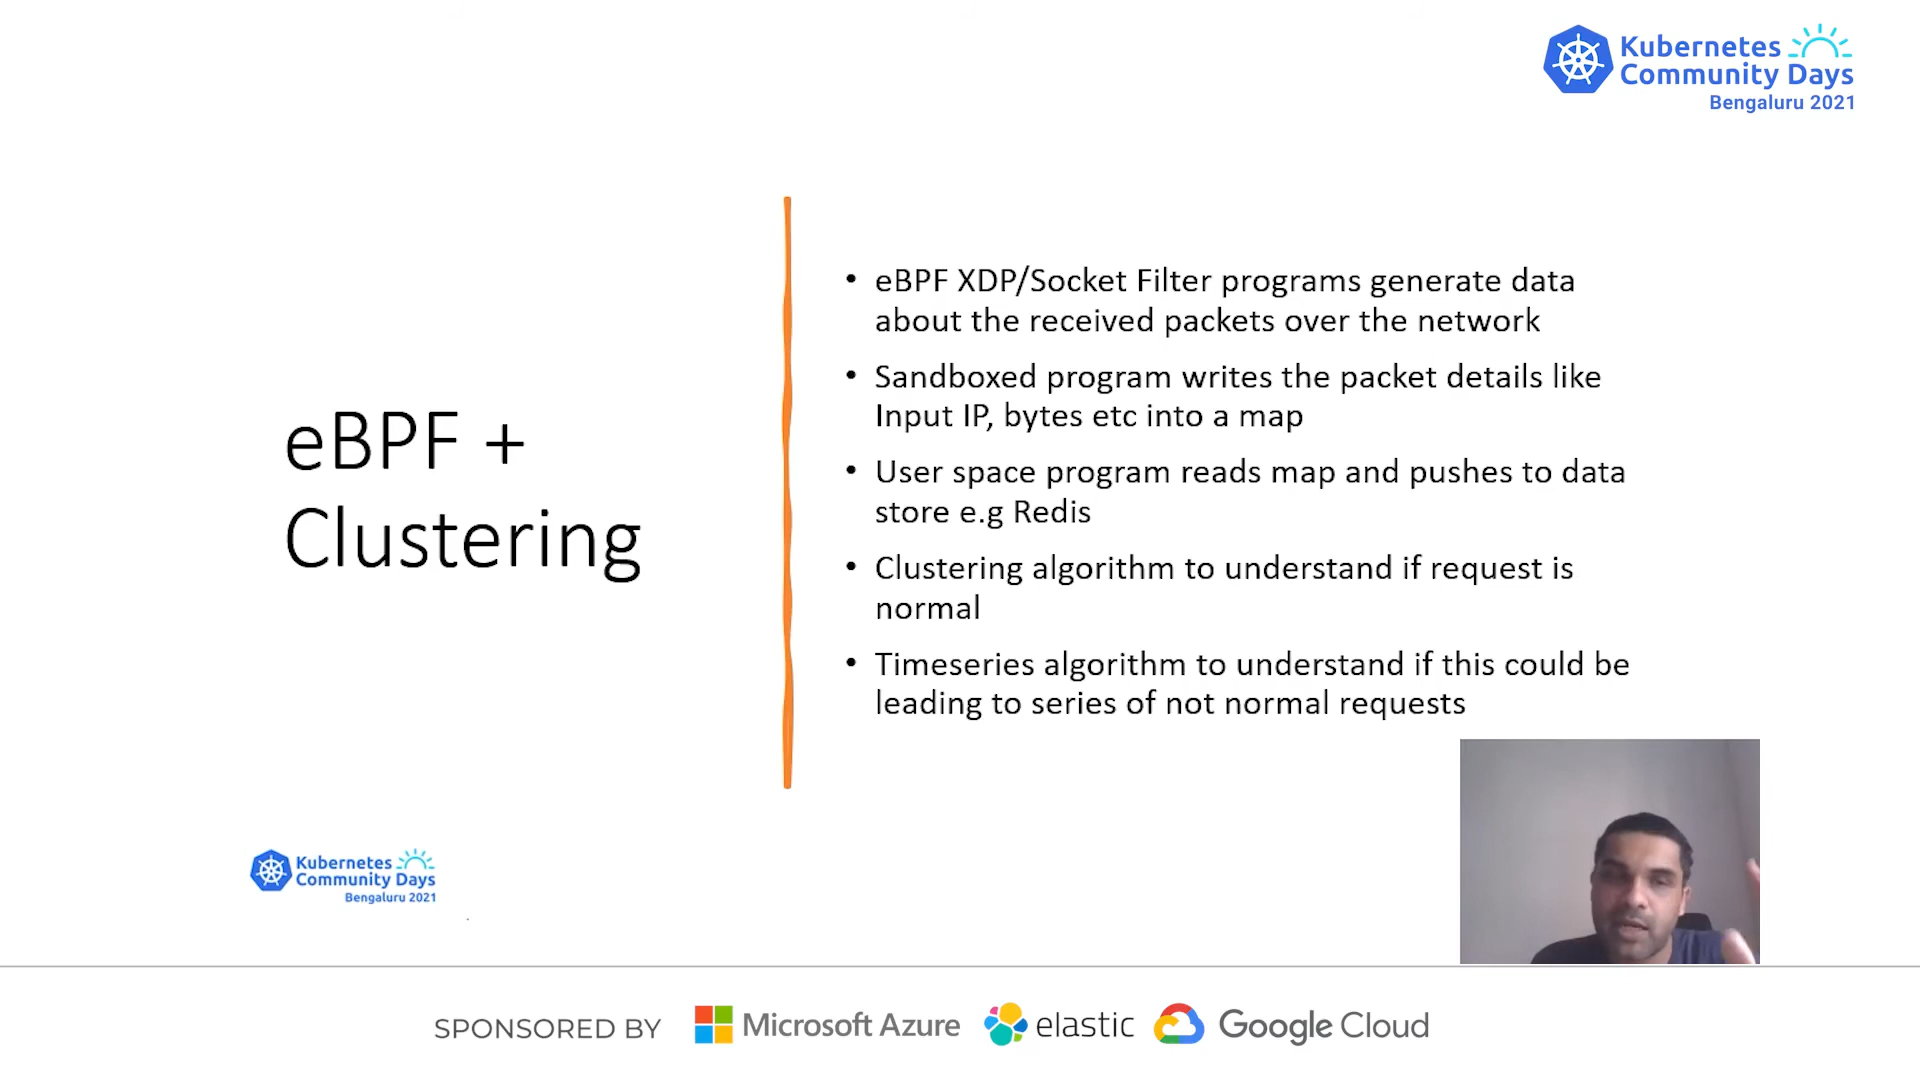 Kubernetes
Community Days
Bengaluru 2021
eBPF +
Clustering
• eBPF XDP/Socket Filter programs generate data
about the received packets over the network
• Sandboxed program writes the packet details like
Input IP, bytes etc into a map
• User space program reads map and pushes to data
store e.g Redis
• Clustering algorithm to understand if request is
normal
• Timeseries algorithm to understand if this could be
leading to series of not normal requests
Kubernetes
Community Days
Bengaluru 2021
SPONSORED BY Microsoft Azure elastic Google Cloud